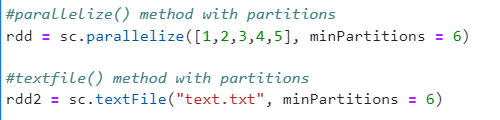 #parallelize() method with partitions
rdd = sc.parallelize([1,2,3,4,5], minPartitions = 6)
#textfile() method with partitions
rdd2 = sc.textFile("text.txt", minPartitions = 6)